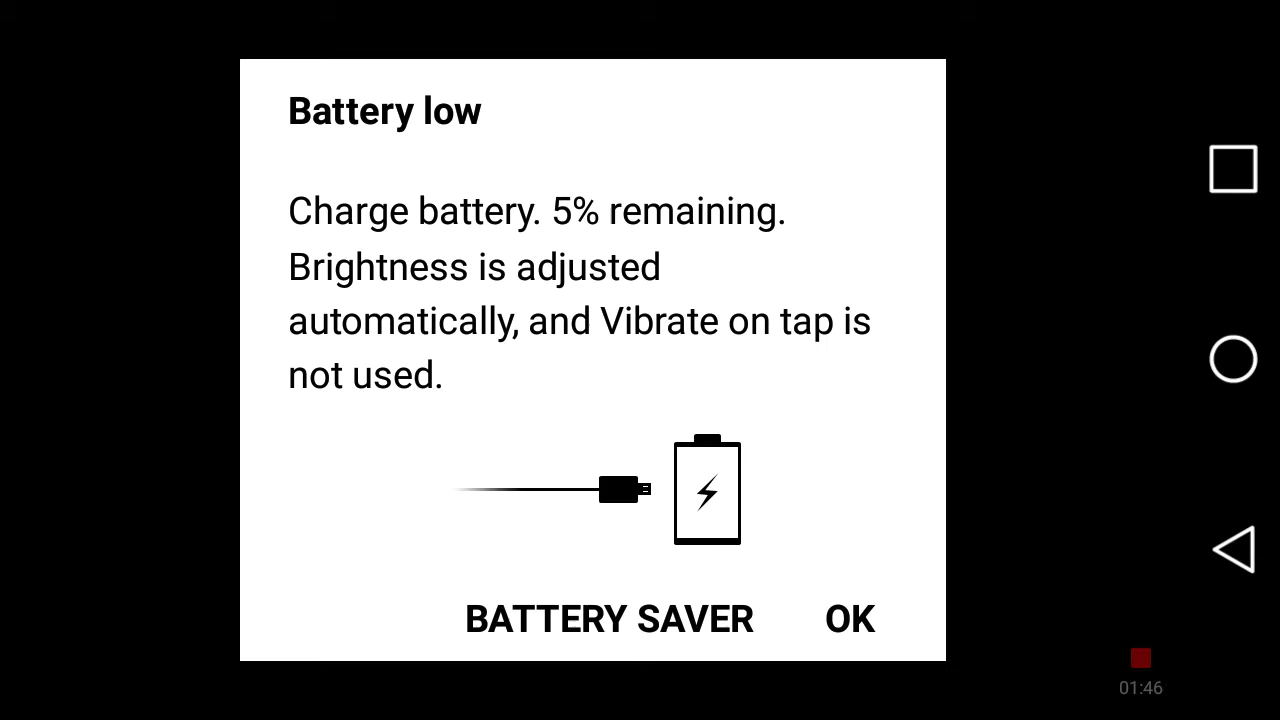 Battery low
Charge battery. 5% remaining.
Brightness is adjusted
automatically, and Vibrate on tap is
not used.
BATTERY SAVER OK
01:46